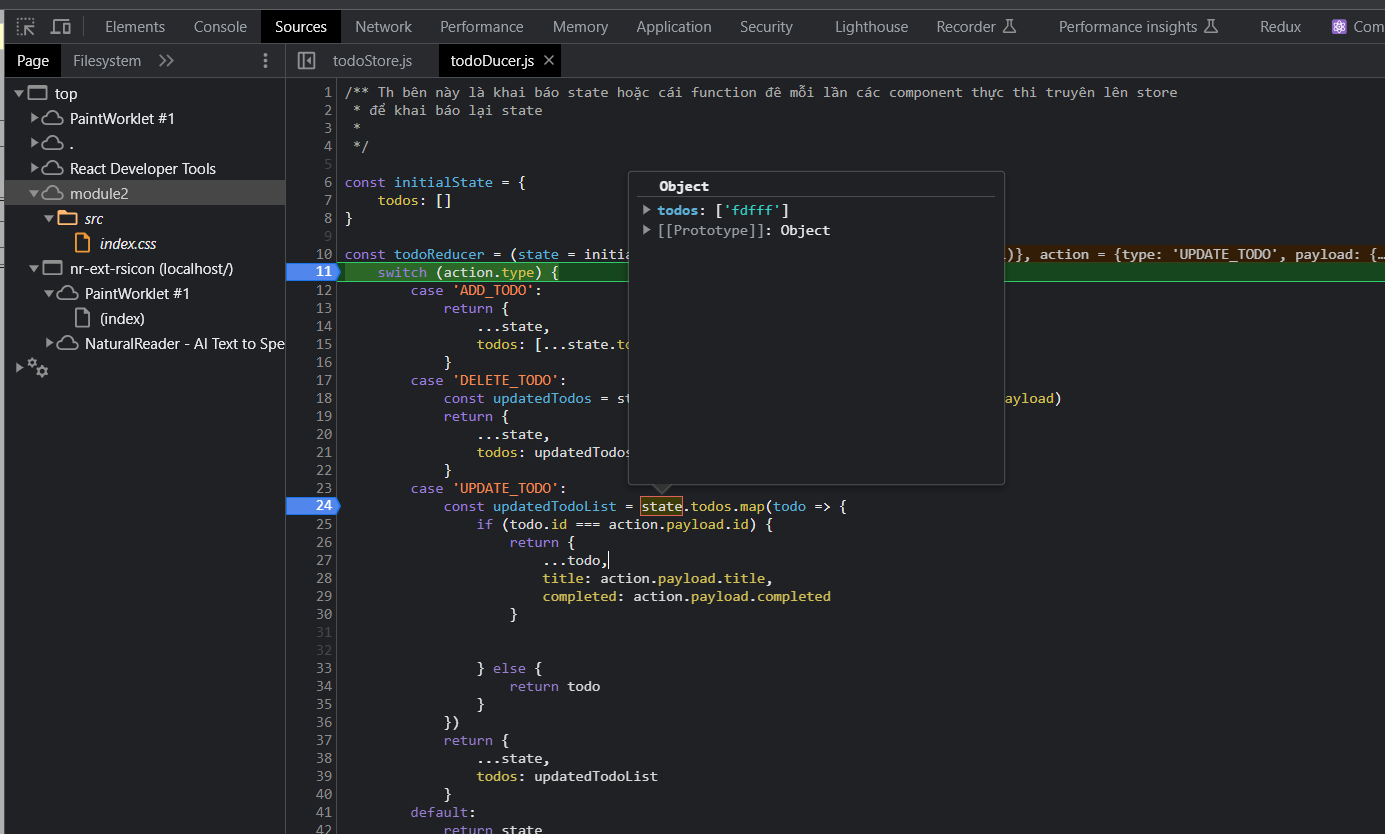 Elements Console Sources Network Performance Memory Application Security Lighthouse Recorder Performance insights Redux Com
Page Filesystem
todoStore.js todoDucer.js ×
top
PaintWorklet #1
.
React Developer Tools
module2
src
index.css
nr-ext-rsicon (localhost/)
PaintWorklet #1
(index)
NaturalReader - AI Text to Spe
1 /** Th bên này là khai báo state hoặc cái function đê mỗi lần các component thực thi truyên lên store
2 * để khai báo lại state
3 *
4 */
5
6 const initialState = {
7 todos: []
8 }
9
10 const todoReducer = (state = initia .)}, action = {type: 'UPDATE_TODO', payload: {…
11 switch (action.type) {
12 case 'ADD_TODO':
13 return {
14 ...state,
15 todos: [...state.to
16 }
17 case 'DELETE_TODO':
18 const updatedTodos = st ayload)
19 return {
20 ...state,
21 todos: updatedTodos
22 }
23 case 'UPDATE_TODO':
24 const updatedTodoList = state.todos.map(todo => {
25 if (todo.id === action.payload.id) {
26 return {
27 ...todo,
28 title: action.payload.title,
29 completed: action.payload.completed
30 }
31
32
33 } else {
34 return todo
35 }
36 })
37 return {
38 ...state,
39 todos: updatedTodoList
40 }
41 default:
42 return state
Object
todos: ['fdfff']
[[Prototype]]: Object